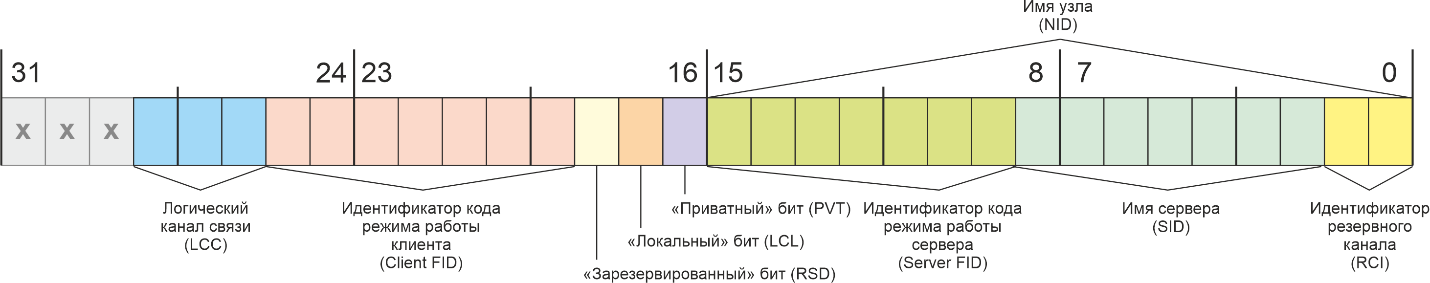 Имя узла
(NID)
31
24
23
16
15
8
7
0
x
x
x
Логический
канал связи
(LCC)
Идентификатор кода
режима работы
клиента
(Client FID)
«Приватный» бит (PVT)
«Локальный» бит (LCL)
«Зарезервированный» бит (RSD)
Идентификатор кода
режима работы
сервера
(Server FID)
Имя сервера
(SID)
Идентификатор
резервного
канала
(RCI)